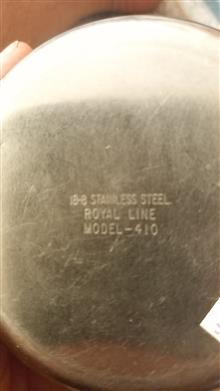 18-8 STAINLESS STEEL
ROYAL LINE
MODEL-410